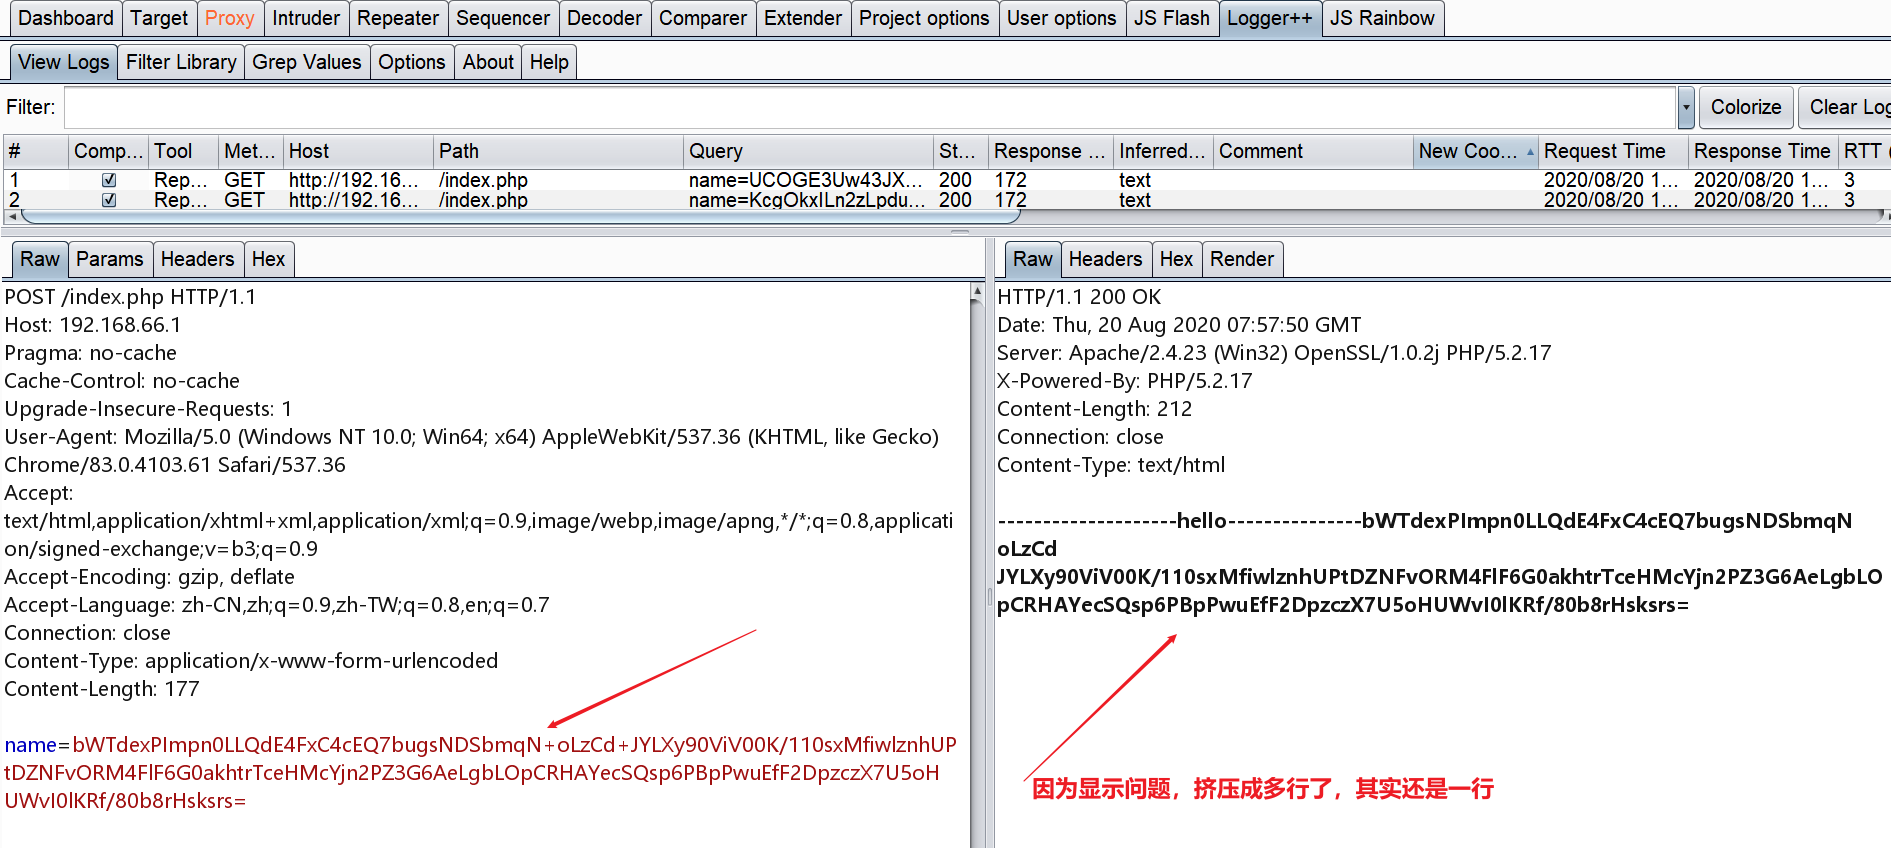 Dashboard Target Proxy Intruder Repeater Sequencer Decoder Comparer Extender Project options User options JS Flash Logger++ JS Rainbow
View Logs Filter Library Grep Values Options About Help
Filter: Colorize Clear Log
# Comp... Tool Met... Host Path Query St... Response ... Inferred... Comment New Coo... Request Time Response Time RTT (
1 Rep... GET http://192.16... /index.php name=UCOGE3Uw43JX... 200 172 text 2020/08/20 1... 2020/08/20 1... 3
2 Rep... GET http://192.16... /index.php name=KcgOkxILn2zLpdu... 200 172 text 2020/08/20 1... 2020/08/20 1... 3
Raw Params Headers Hex
POST /index.php HTTP/1.1
Host: 192.168.66.1
Pragma: no-cache
Cache-Control: no-cache
Upgrade-Insecure-Requests: 1
User-Agent: Mozilla/5.0 (Windows NT 10.0; Win64; x64) AppleWebKit/537.36 (KHTML, like Gecko)
Chrome/83.0.4103.61 Safari/537.36
Accept:
text/html,application/xhtml+xml,application/xml;q=0.9,image/webp,image/apng,*/*;q=0.8,applicati
on/signed-exchange;v=b3;q=0.9
Accept-Encoding: gzip, deflate
Accept-Language: zh-CN,zh;q=0.9,zh-TW;q=0.8,en;q=0.7
Connection: close
Content-Type: application/x-www-form-urlencoded
Content-Length: 177
name=bWTdexPImpn0LLQdE4FxC4cEQ7bugsNDSbmqN+oLzCd+JYLXy90ViV00K/110sxMfiwlznhUP
tDZNFvORM4FlF6G0akhtrTceHMcYjn2PZ3G6AeLgbLOpCRHAYecSQsp6PBpPwuEfF2DpzczX7U5oH
UWvI0lKRf/80b8rHsksrs=
Raw Headers Hex Render
HTTP/1.1 200 OK
Date: Thu, 20 Aug 2020 07:57:50 GMT
Server: Apache/2.4.23 (Win32) OpenSSL/1.0.2j PHP/5.2.17
X-Powered-By: PHP/5.2.17
Content-Length: 212
Connection: close
Content-Type: text/html
--------------------hello---------------bWTdexPImpn0LLQdE4FxC4cEQ7bugsNDSbmqN
oLzCd
JYLXy90ViV00K/110sxMfiwlznhUPtDZNFvORM4FlF6G0akhtrTceHMcYjn2PZ3G6AeLgbLO
pCRHAYecSQsp6PBpPwuEfF2DpzczX7U5oHUWvI0lKRf/80b8rHsksrs=
因为显示问题，挤压成多行了，其实还是一行